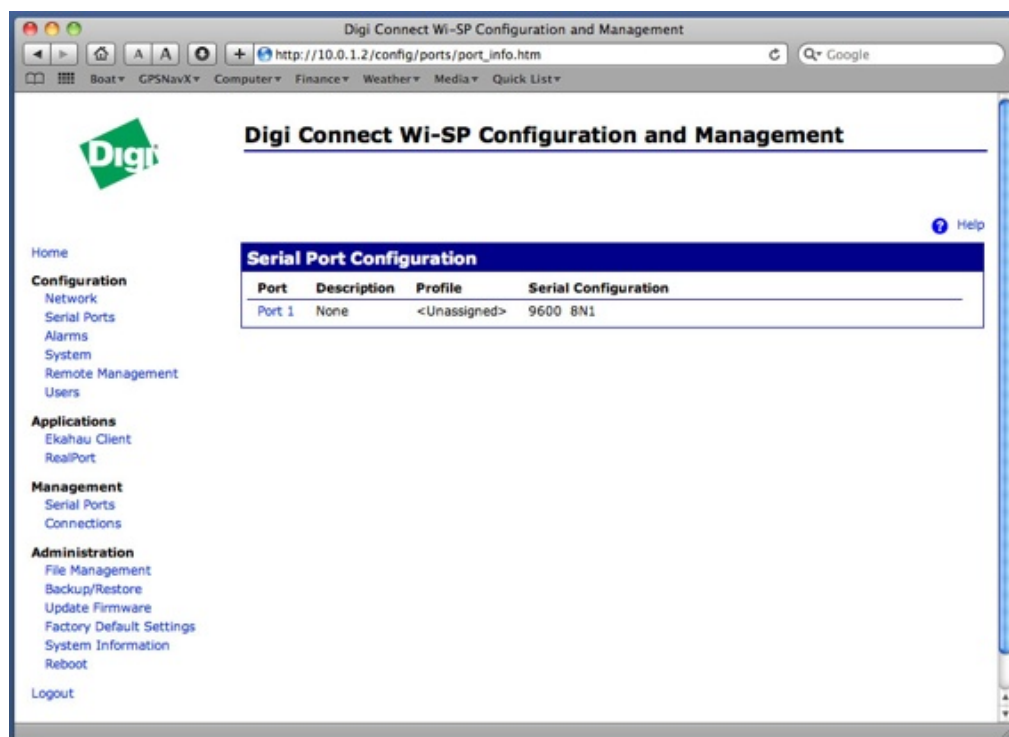 Digi Connect Wi-SP Configuration and Management
A A + http://10.0.1.2/config/ports/port_info.htm Google
Boat GPSNavX Computer Finance Weather Media Quick List
Digi
Digi Connect Wi-SP Configuration and Management
? Help
Home
Configuration
Network
Serial Ports
Alarms
System
Remote Management
Users
Applications
Ekahau Client
RealPort
Management
Serial Ports
Connections
Administration
File Management
Backup/Restore
Update Firmware
Factory Default Settings
System Information
Reboot
Logout
Serial Port Configuration
Port Description Profile Serial Configuration
Port 1 None <Unassigned> 9600 8N1